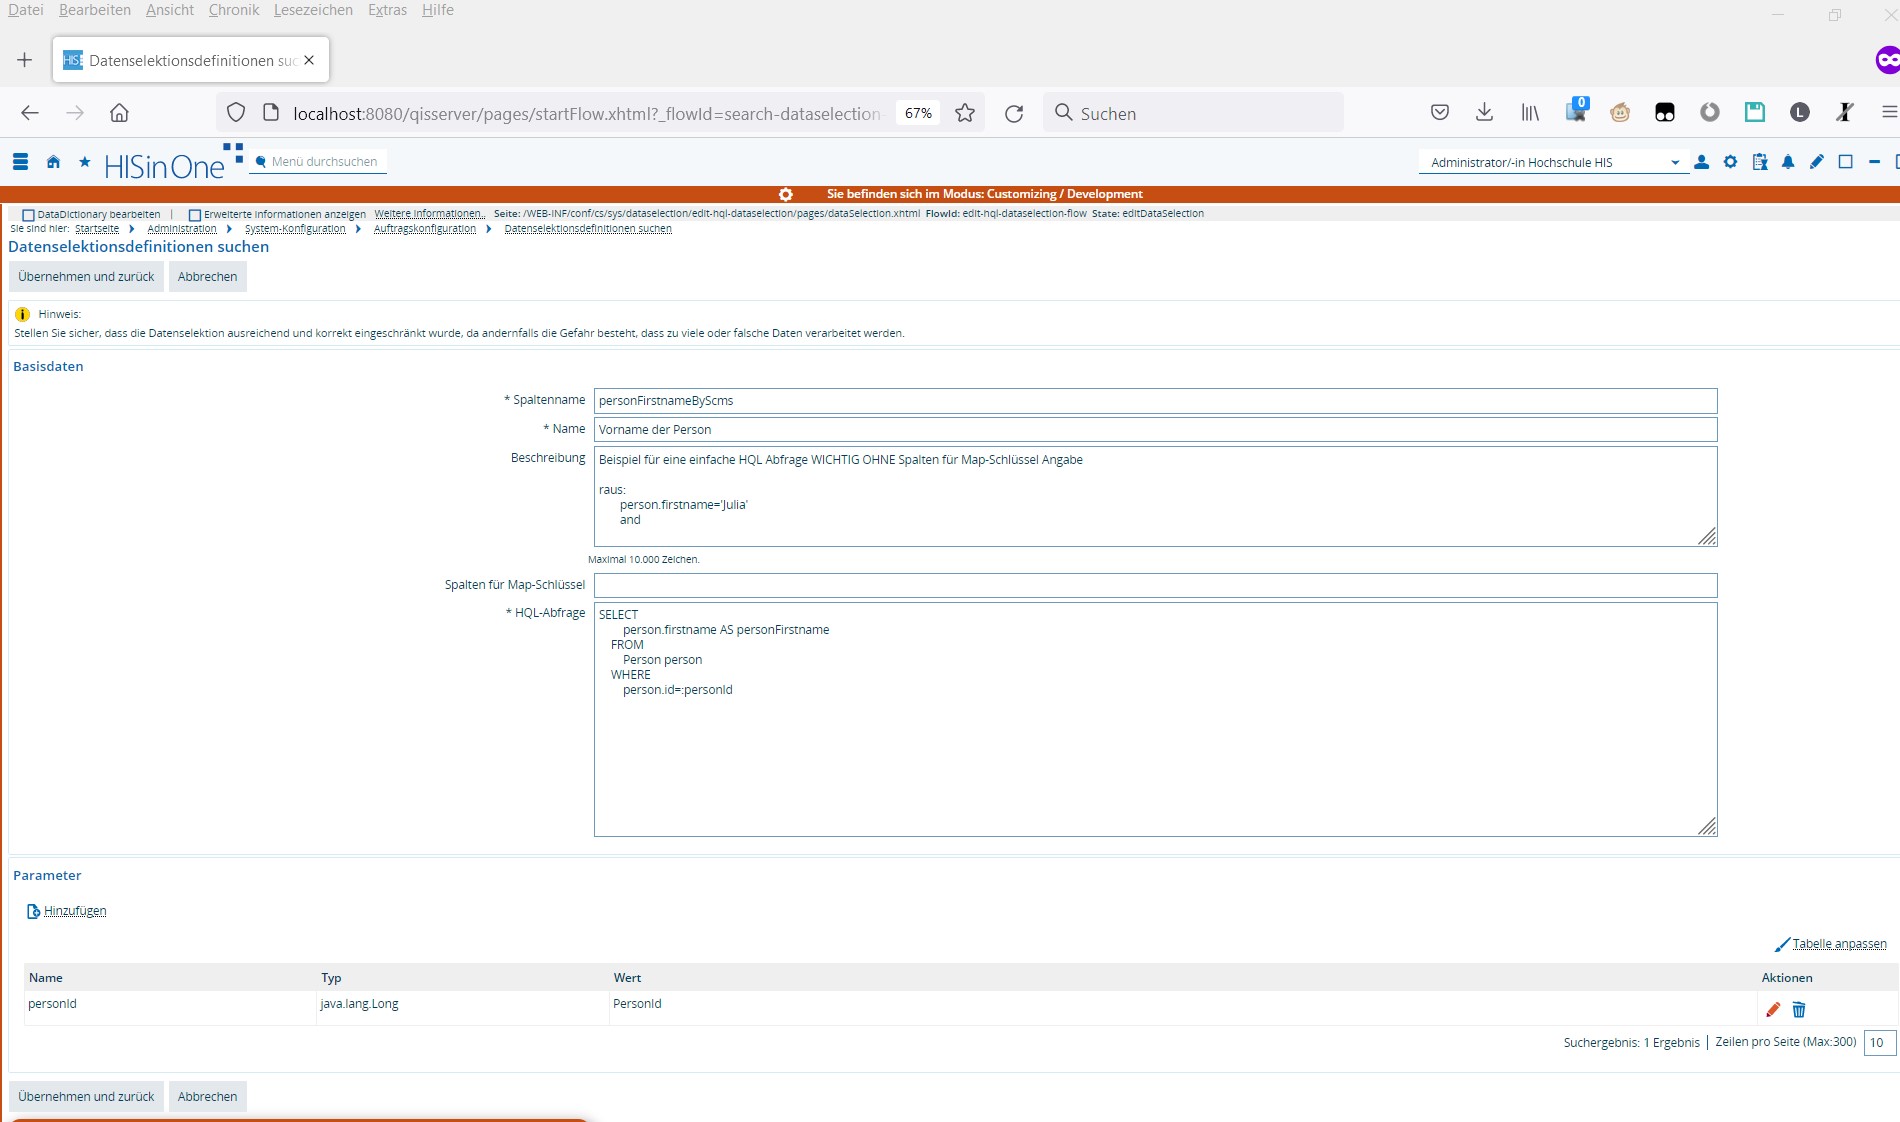 Datei Bearbeiten Ansicht Chronik Lesezeichen Extras Hilfe
HIS Datenselektionsdefinitionen suc
localhost:8080/qisserver/pages/startFlow.xhtml?_flowId=search-dataselection- 67% Suchen 0 L
HISinOne Menü durchsuchen Administrator/-in Hochschule HIS
Sie befinden sich im Modus: Customizing / Development
DataDictionary bearbeiten | Erweiterte Informationen anzeigen Weitere Informationen.. Seite: /WEB-INF/conf/cs/sys/dataselection/edit-hql-dataselection/pages/dataSelection.xhtml FlowId: edit-hql-dataselection-flow State: editDataSelection
Sie sind hier: Startseite Administration System-Konfiguration Auftragskonfiguration Datenselektionsdefinitionen suchen
Datenselektionsdefinitionen suchen
Übernehmen und zurück Abbrechen
Hinweis:
Stellen Sie sicher, dass die Datenselektion ausreichend und korrekt eingeschränkt wurde, da andernfalls die Gefahr besteht, dass zu viele oder falsche Daten verarbeitet werden.
Basisdaten
* Spaltenname personFirstnameByScms
* Name Vorname der Person
Beschreibung Beispiel für eine einfache HQL Abfrage WICHTIG OHNE Spalten für Map-Schlüssel Angabe
raus:
person.firstname='Julia'
and
Maximal 10.000 Zeichen.
Spalten für Map-Schlüssel
* HQL-Abfrage SELECT
person.firstname AS personFirstname
FROM
Person person
WHERE
person.id=:personId
Parameter
Hinzufügen
Tabelle anpassen
Name Typ Wert Aktionen
personId java.lang.Long PersonId
Suchergebnis: 1 Ergebnis | Zeilen pro Seite (Max:300) 10
Übernehmen und zurück Abbrechen